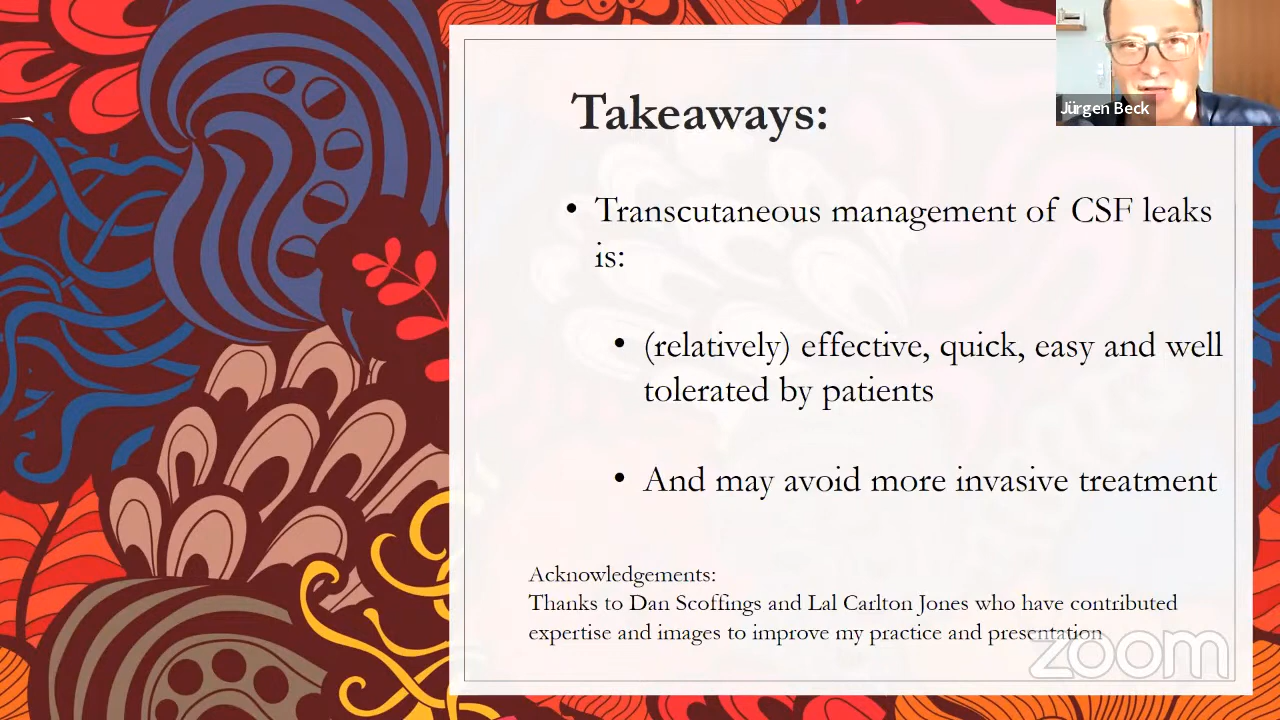 Jürgen Beck
Takeaways:
• Transcutaneous management of CSF leaks
is:
• (relatively) effective, quick, easy and well
tolerated by patients
• And may avoid more invasive treatment
Acknowledgements:
Thanks to Dan Scoffings and Lal Carlton Jones who have contributed
expertise and images to improve my practice and presentation
zoom